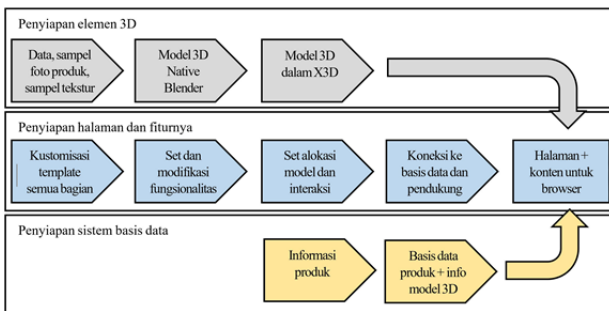 Penyiapan elemen 3D
Data, sampel
foto produk,
sampel tekstur
Model 3D
Native
Blender
Model 3D
dalam X3D
Penyiapan halaman dan fiturnya
Kustomisasi
template
semua bagian
Set dan
modifikasi
fungsionalitas
Set alokasi
model dan
interaksi
Koneksi ke
basis data dan
pendukung
Halaman +
konten untuk
browser
Penyiapan sistem basis data
Informasi
produk
Basis data
produk + info
model 3D